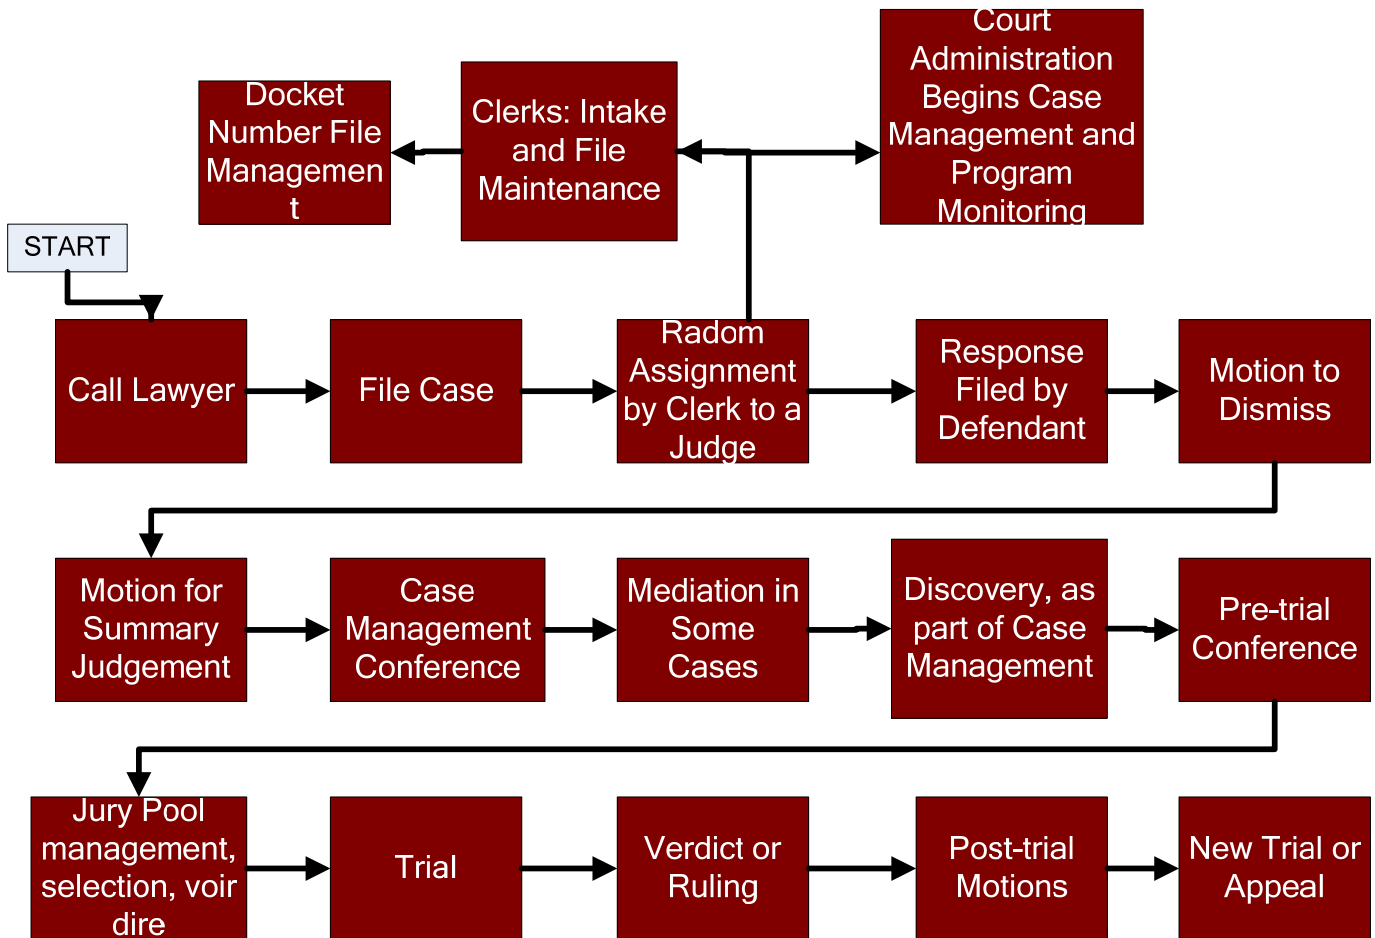 Docket
Number File
Managemen
t
Clerks: Intake
and File
Maintenance
Court
Administration
Begins Case
Management and
Program
Monitoring
START
Call Lawyer
File Case
Radom
Assignment
by Clerk to a
Judge
Response
Filed by
Defendant
Motion to
Dismiss
Motion for
Summary
Judgement
Case
Management
Conference
Mediation in
Some
Cases
Discovery, as
part of Case
Management
Pre-trial
Conference
Jury Pool
management,
selection, voir
dire
Trial
Verdict or
Ruling
Post-trial
Motions
New Trial or
Appeal